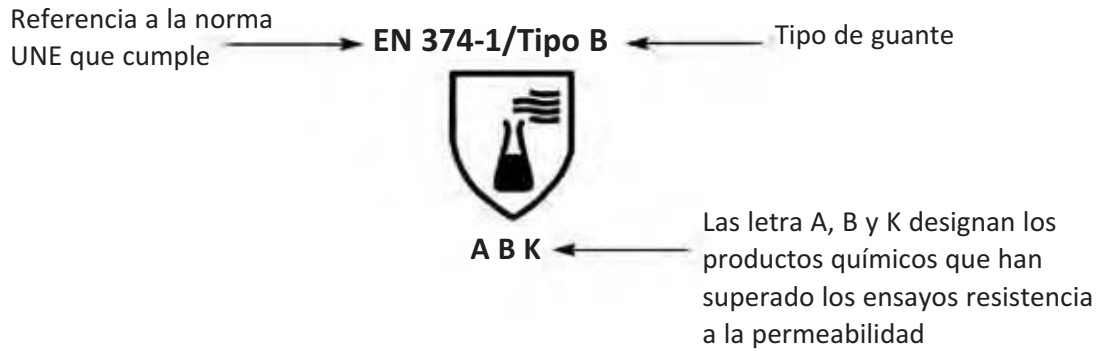 Referencia a la norma
UNE que cumple
EN 374-1/Tipo B
Tipo de guante
A B K
Las letra A, B y K designan los
productos químicos que han
superado los ensayos resistencia
a la permeabilidad